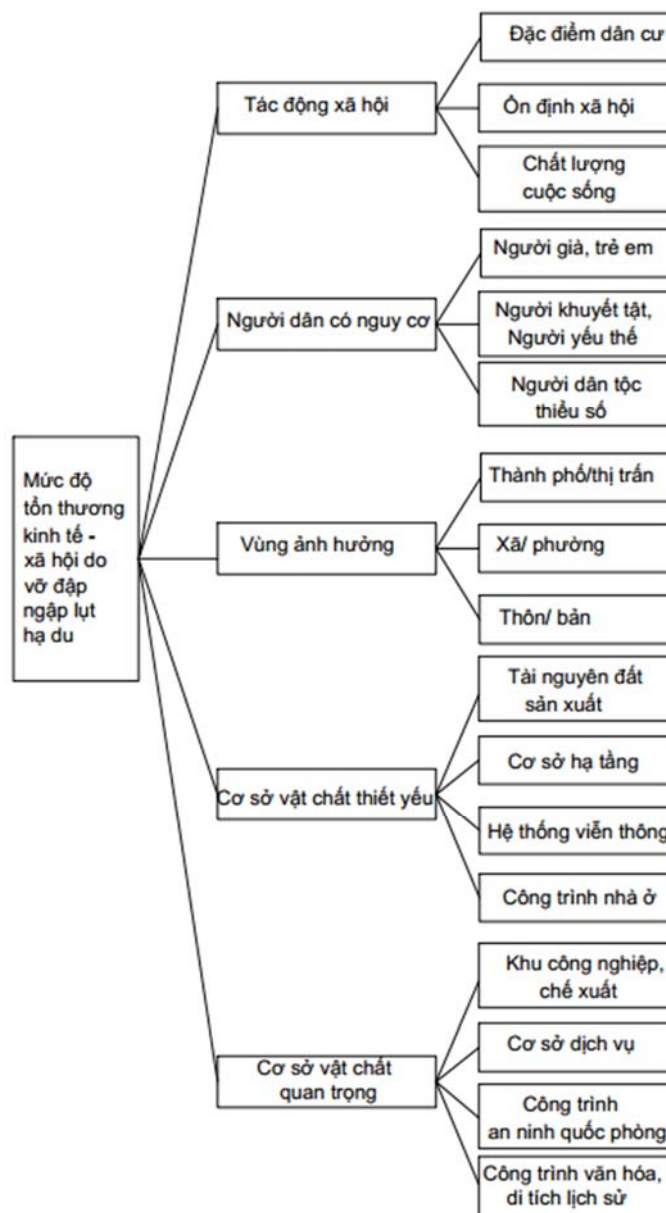 Mức độ
tổn thương
kinh tế -
xã hội do
vỡ đập
ngập lụt
hạ du
Tác động xã hội
Đặc điểm dân cư
Ổn định xã hội
Chất lượng
cuộc sống
Người dân có nguy cơ
Người già, trẻ em
Người khuyết tật,
Người yếu thế
Người dân tộc
thiểu số
Vùng ảnh hưởng
Thành phố/thị trấn
Xã/ phường
Thôn/ bản
Cơ sở vật chất thiết yếu
Tài nguyên đất
sản xuất
Cơ sở hạ tầng
Hệ thống viễn thông
Công trình nhà ở
Cơ sở vật chất
quan trọng
Khu công nghiệp,
chế xuất
Cơ sở dịch vụ
Công trình
an ninh quốc phòng
Công trình văn hóa,
di tích lịch sử